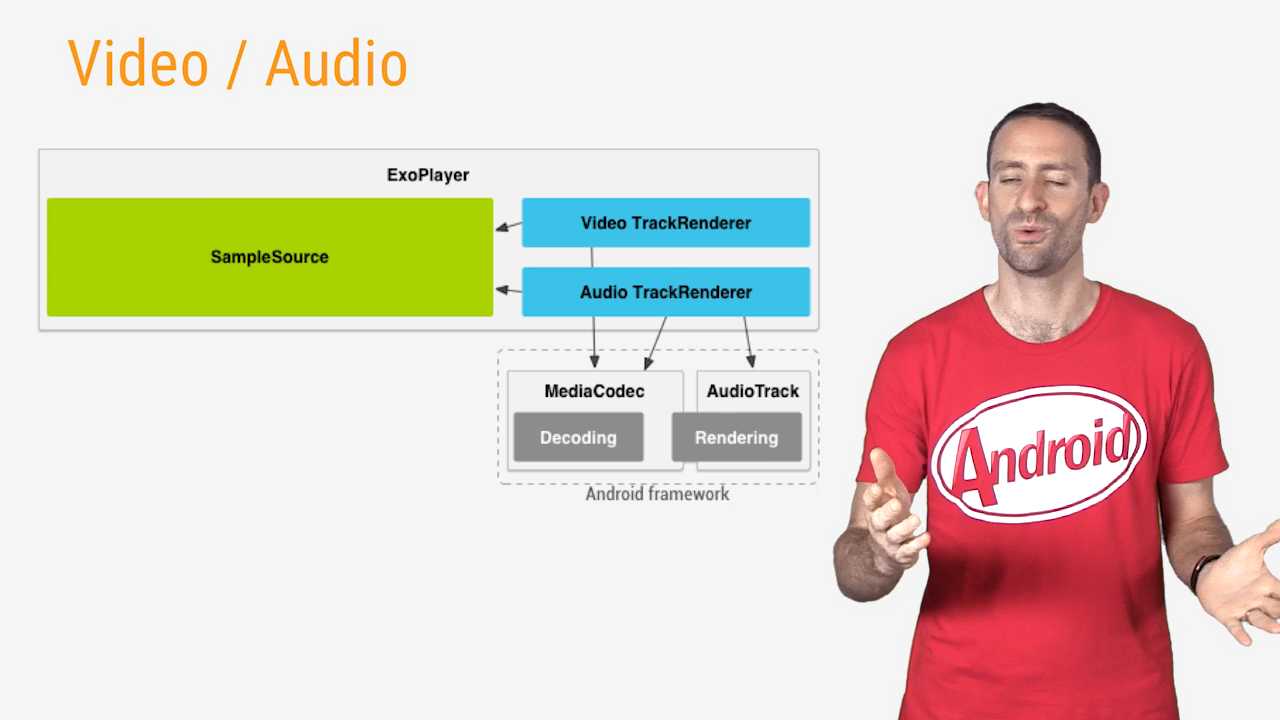 Video / Audio
ExoPlayer
SampleSource
Video TrackRenderer
Audio TrackRenderer
MediaCodec
AudioTrack
Decoding
Rendering
Android framework
Android